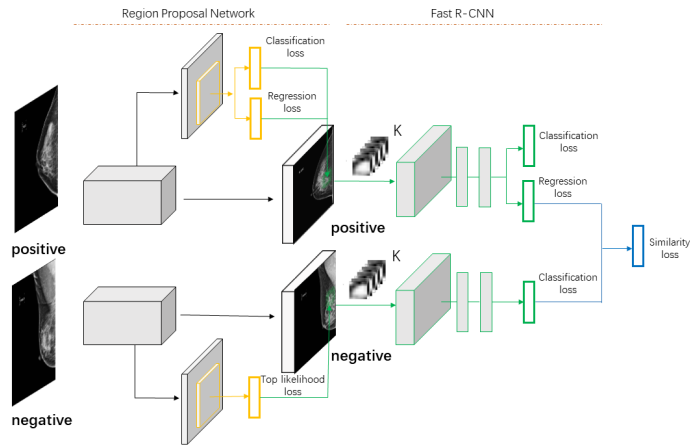 Region Proposal Network
Fast R-CNN
Classification
loss
Regression
loss
K
Classification
loss
Regression
loss
positive
positive
Similarity
loss
K
Classification
loss
negative
Top likelihood
loss
negative